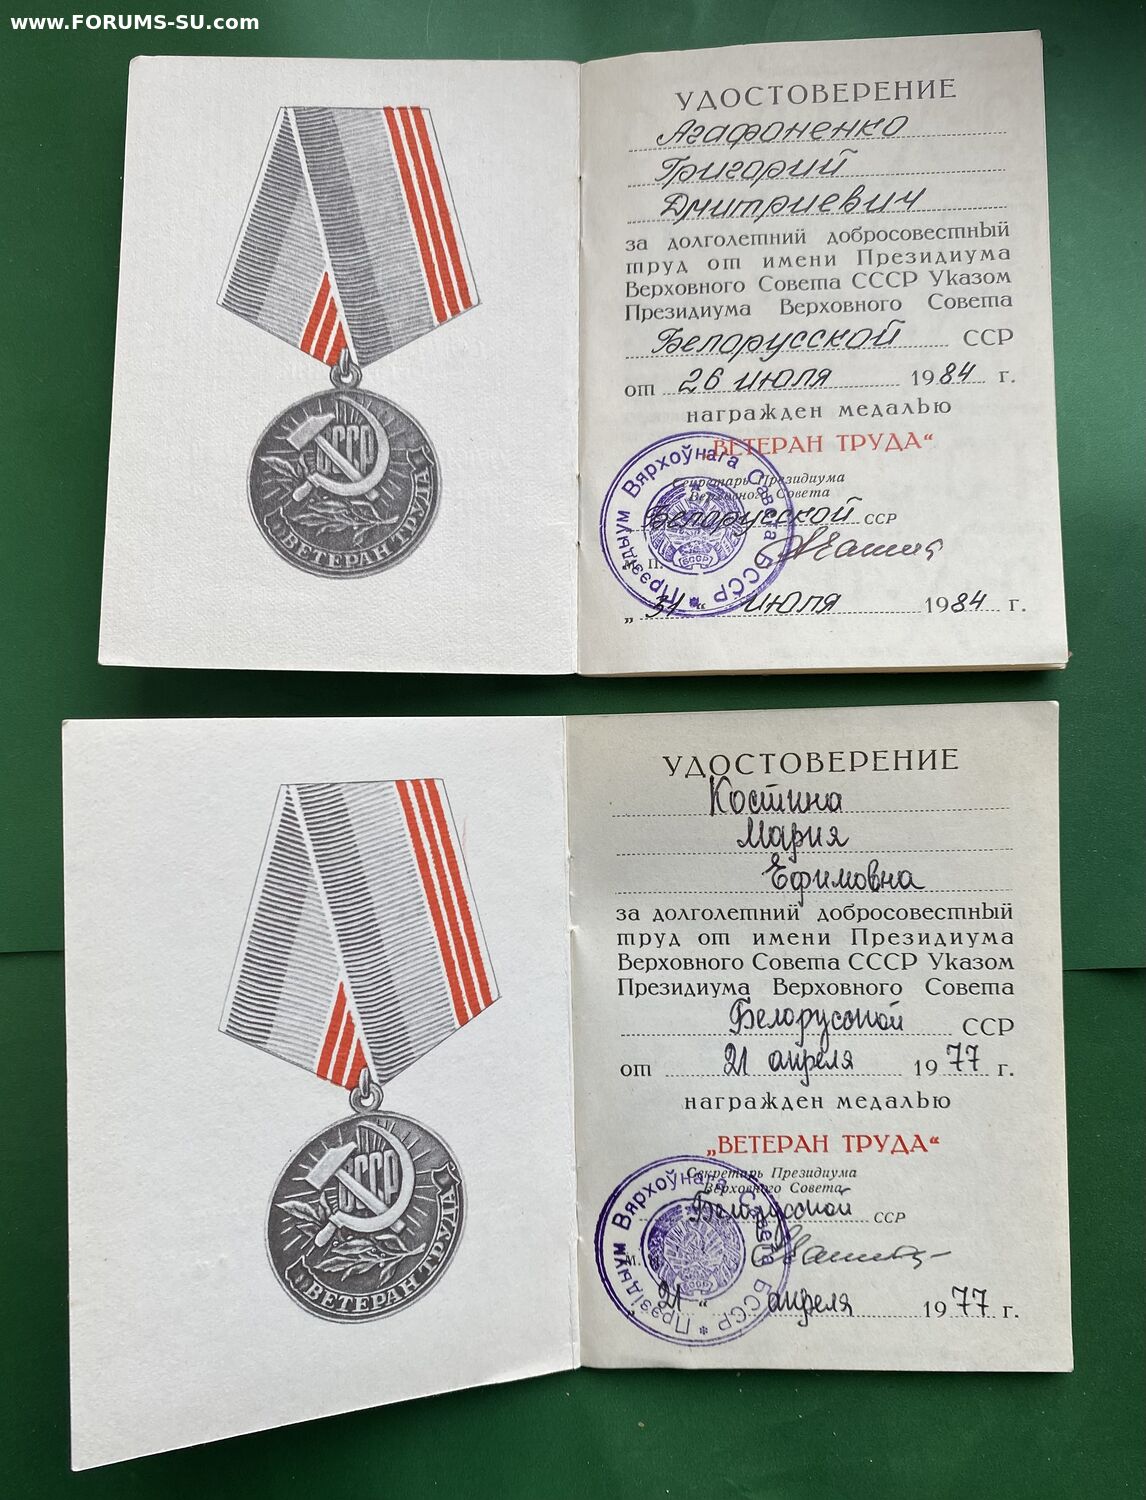 www.FORUMS-SU.com
УДОСТОВЕРЕНИЕ
Агафоненко
Григорий
Дмитриевич
за долголетний добросовестный
труд от имени Президиума
Верховного Совета СССР Указом
Президиума Верховного Совета
Белорусской ССР
от 26 июля 1984 г.
награжден медалью
„ВЕТЕРАН ТРУДА“
Секретарь Президиума
Верховного Совета
Белорусской ССР
М. П.
„31“ июля 1984 г.
Прэзідыум Вярхоўнага Савета БССР *
БССР
СССР
ВЕТЕРАН ТРУДА
УДОСТОВЕРЕНИЕ
Костина
Мария
Ефимовна
за долголетний добросовестный
труд от имени Президиума
Верховного Совета СССР Указом
Президиума Верховного Совета
Белорусской ССР
от 21 апреля 1977 г.
награжден медалью
„ВЕТЕРАН ТРУДА“
Секретарь Президиума
Верховного Совета
Белорусской ССР
М.
21 “ апреля 1977 г.
Прэзідыум Вярхоўнага Савета БССР *
СССР
ВЕТЕРАН ТРУДА